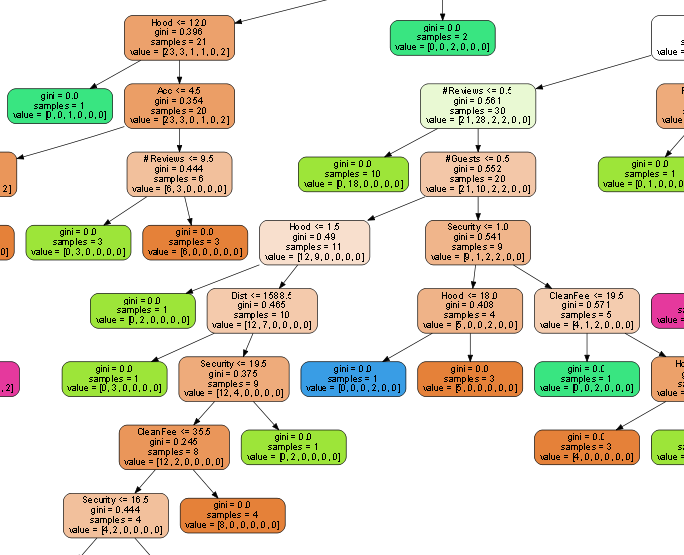 Hood <= 12.0
gini = 0.396
samples = 21
value = [23,3,1,1,0,2]
gini = 0.0
samples = 2
value = [0,0,2,0,0,0]
gini = 0.0
samples = 1
value = [0,0,1,0,0,0]
Acc <= 4.5
gini = 0.354
samples = 20
value = [23,3,0,1,0,2]
#Reviews <= 0.5
gini = 0.561
samples = 30
value = [21,28,2,2,0,0]
samp
valu
2]
#Reviews <= 9.5
gini = 0.444
samples = 6
value = [6,3,0,0,0,0]
gini = 0.0
samples = 10
value = [0,18,0,0,0,0]
#Guests <= 0.5
gini = 0.552
samples = 20
value = [21,10,2,2,0,0]
gini = 0.0
samples = 1
value = [0,1,0,0,0
0]
gini = 0.0
samples = 3
value = [0,3,0,0,0,0]
gini = 0.0
samples = 3
value = [6,0,0,0,0,0]
Hood <= 1.5
gini = 0.49
samples = 11
value = [12,9,0,0,0,0]
Security <= 1.0
gini = 0.541
samples = 9
value = [9,1,2,2,0,0]
gini = 0.0
samples = 1
value = [0,2,0,0,0,0]
Dist <= 1588.5
gini = 0.465
samples = 10
value = [12,7,0,0,0,0]
Hood <= 18.0
gini = 0.408
samples = 4
value = [5,0,0,2,0,0]
CleanFee <= 19.5
gini = 0.571
samples = 5
value = [4,1,2,0,0,0]
g
sar
value =
,2]
gini = 0.0
samples = 1
value = [0,3,0,0,0,0]
Security <= 19.5
gini = 0.375
samples = 9
value = [12,4,0,0,0,0]
gini = 0.0
samples = 1
value = [0,0,0,2,0,0]
gini = 0.0
samples = 3
value = [5,0,0,0,0,0]
gini = 0.0
samples = 1
value = [0,0,2,0,0,0]
Ho
g
sa
value =
CleanFee <= 35.5
gini = 0.245
samples = 8
value = [12,2,0,0,0,0]
gini = 0.0
samples = 1
value = [0,2,0,0,0,0]
gini = 0.0
samples = 3
value = [4,0,0,0,0,0]
g
sa
value =
Security <= 16.5
gini = 0.444
samples = 4
value = [4,2,0,0,0,0]
gini = 0.0
samples = 4
value = [8,0,0,0,0,0]